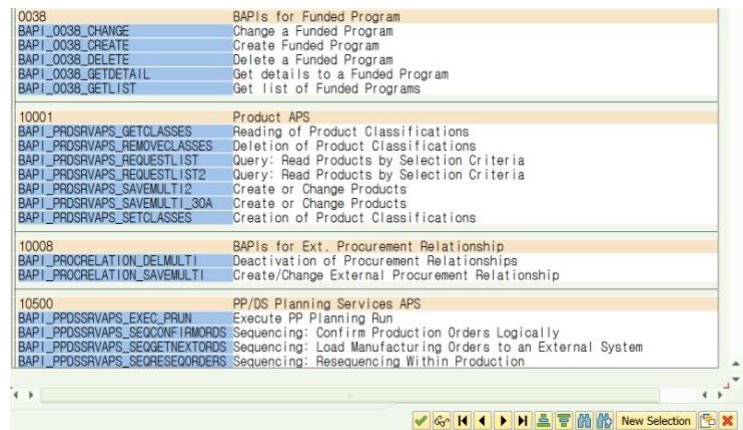 0038 BAPIs for Funded Program
BAPI_0038_CHANGE Change a Funded Program
BAPI_0038_CREATE Create Funded Program
BAPI_0038_DELETE Delete a Funded Program
BAPI_0038_GETDETAIL Get details to a Funded Program
BAPI_0038_GETLIST Get list of Funded Programs
10001 Product APS
BAPI_PRDSRVAPS_GETCLASSES Reading of Product Classifications
BAPI_PRDSRVAPS_REMOVECLASSES Deletion of Product Classifications
BAPI_PRDSRVAPS_REQUESTLIST Query: Read Products by Selection Criteria
BAPI_PRDSRVAPS_REQUESTLIST2 Query: Read Products by Selection Criteria
BAPI_PRDSRVAPS_SAVEMULTI2 Create or Change Products
BAPI_PRDSRVAPS_SAVEMULTI_30A Create or Change Products
BAPI_PRDSRVAPS_SETCLASSES Creation of Product Classifications
10008 BAPIs for Ext. Procurement Relationship
BAPI_PROCRELATION_DELMULTI Deactivation of Procurement Relationships
BAPI_PROCRELATION_SAVEMULTI Create/Change External Procurement Relationship
10500 PP/DS Planning Services APS
BAPI_PPDSSRVAPS_EXEC_PRUN Execute PP Planning Run
BAPI_PPDSSRVAPS_SEQCONFIRMORDS Sequencing: Confirm Production Orders Logically
BAPI_PPDSSRVAPS_SEQGETNEXTORDS Sequencing: Load Manufacturing Orders to an External System
BAPI_PPDSSRVAPS_SEQRESEQORDERS Sequencing: Resequencing Within Production
New Selection